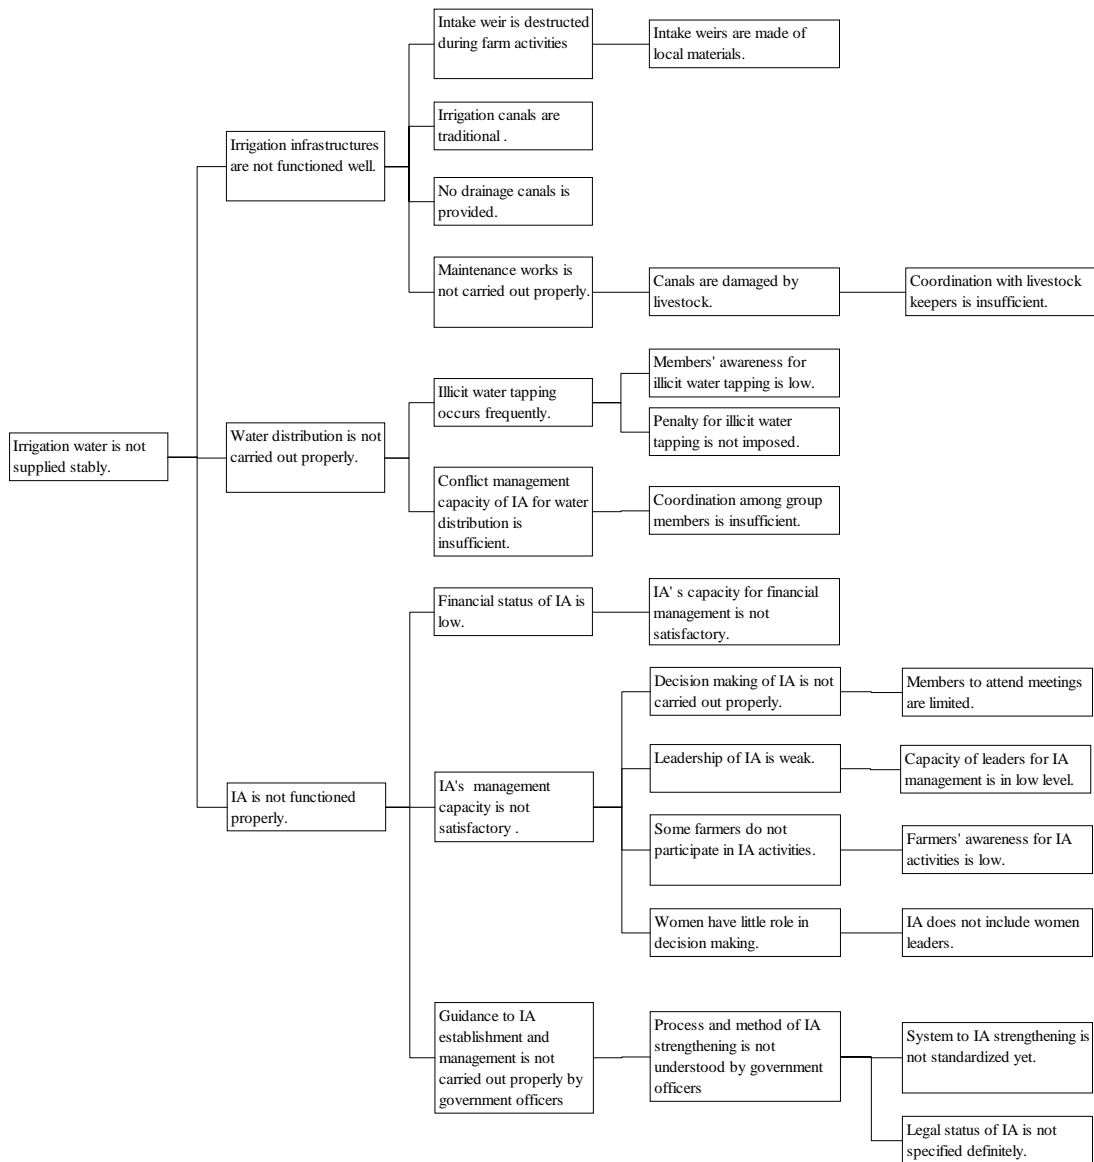 Intake weir is destructed
during farm activities
Intake weirs are made of
local materials.
Irrigation canals are
traditional .
Irrigation infrastructures
are not functioned well.
No drainage canals is
provided.
Maintenance works is
not carried out properly.
Canals are damaged by
livestock.
Coordination with livestock
keepers is insufficient.
Members' awareness for
illicit water tapping is low.
Illicit water tapping
occurs frequently.
Penalty for illicit water
tapping is not imposed.
Irrigation water is not
supplied stably.
Water distribution is not
carried out properly.
Conflict management
capacity of IA for water
distribution is
insufficient.
Coordination among group
members is insufficient.
Financial status of IA is
low.
IA' s capacity for financial
management is not
satisfactory.
Decision making of IA is not
carried out properly.
Members to attend meetings
are limited.
Leadership of IA is weak.
Capacity of leaders for IA
management is in low level.
IA is not functioned
properly.
IA's  management
capacity is not
satisfactory .
Some farmers do not
participate in IA activities.
Farmers' awareness for IA
activities is low.
Women have little role in
decision making.
IA does not include women
leaders.
Guidance to IA
establishment and
management is not
carried out properly by
government officers
Process and method of IA
strengthening is not
understood by government
officers
System to IA strengthening is
not standardized yet.
Legal status of IA is not
specified definitely.